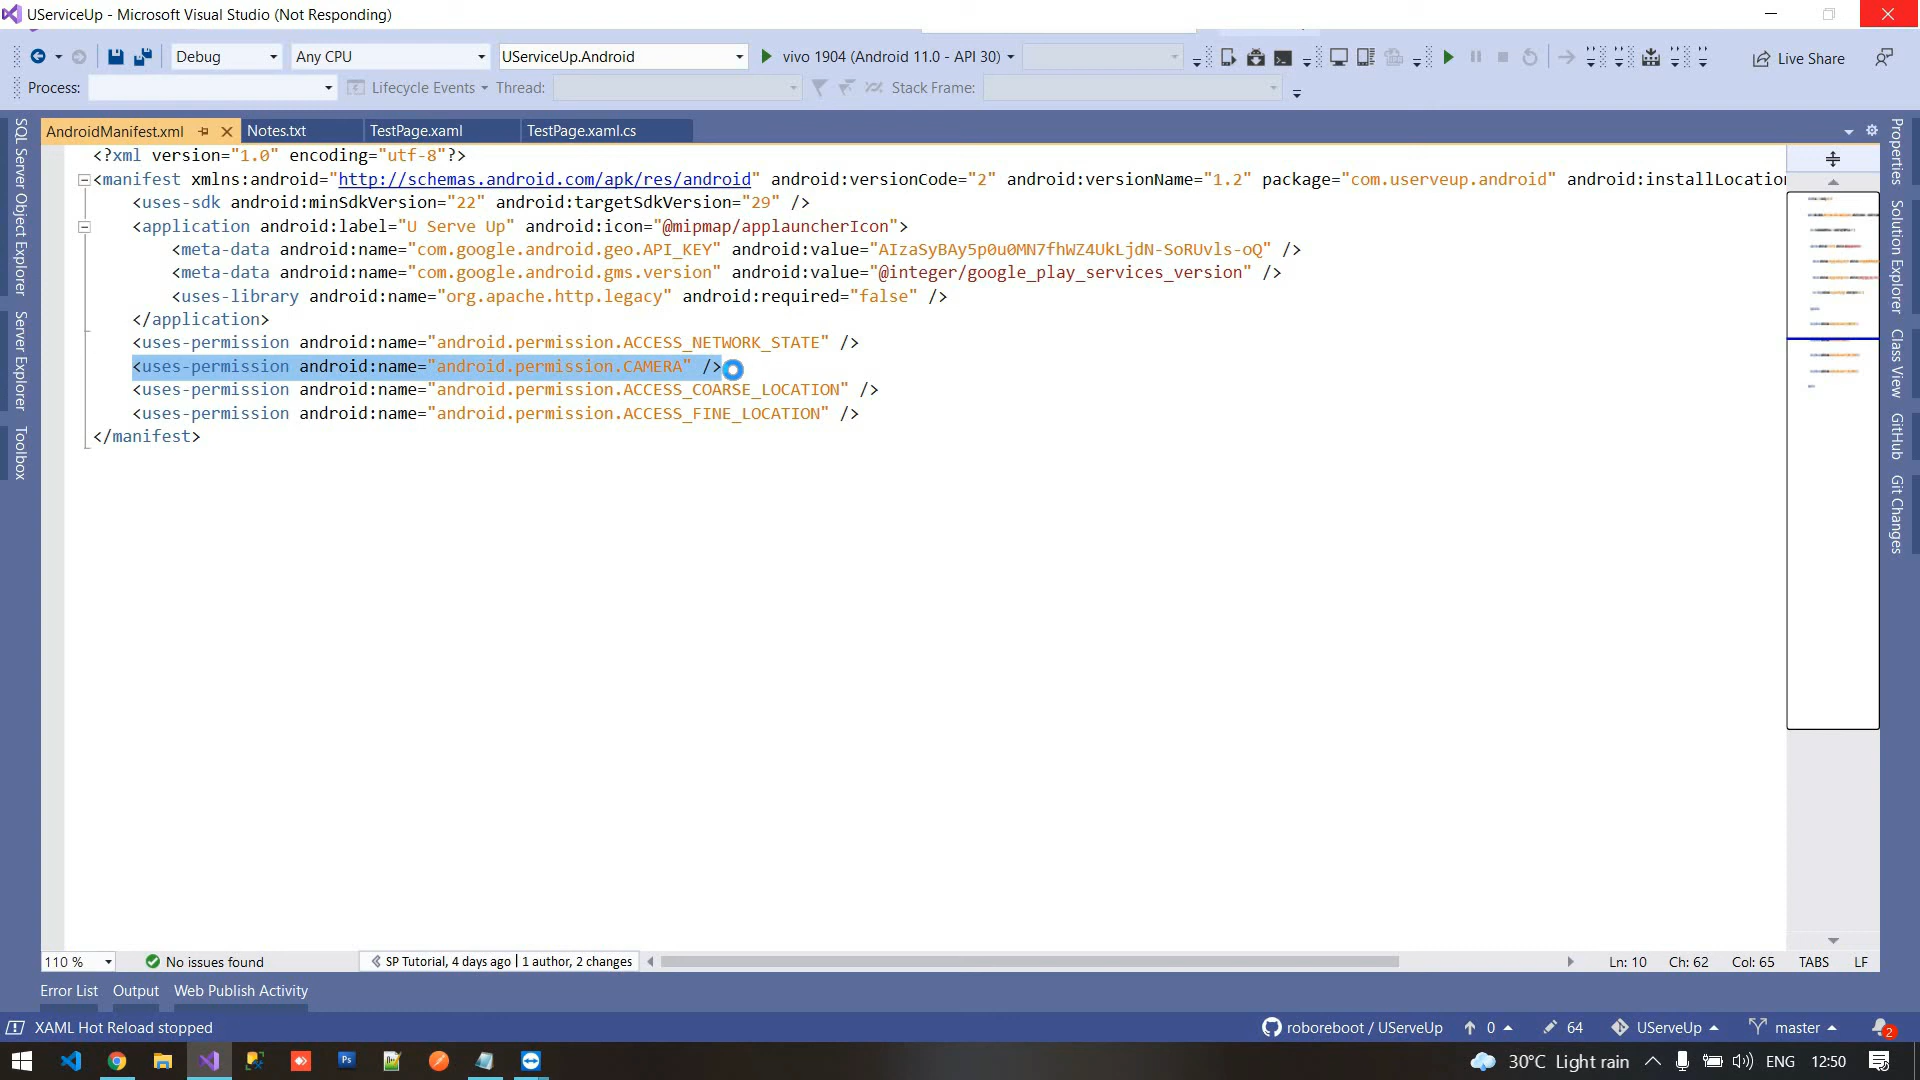 UServiceUp - Microsoft Visual Studio (Not Responding)
Debug
Any CPU
UServiceUp.Android
vivo 1904 (Android 11.0 - API 30)
Live Share
Process:
Lifecycle Events
Thread:
Stack Frame:
AndroidManifest.xml
Notes.txt
TestPage.xaml
TestPage.xaml.cs
<?xml version="1.0" encoding="utf-8"?>
<manifest xmlns:android="http://schemas.android.com/apk/res/android" android:versionCode="2" android:versionName="1.2" package="com.userveup.android" android:installLocation
<uses-sdk android:minSdkVersion="22" android:targetSdkVersion="29" />
<application android:label="U Serve Up" android:icon="@mipmap/applauncherIcon">
<meta-data android:name="com.google.android.geo.API_KEY" android:value="AIzaSyBAy5p0u0MN7fhWZ4UkLjdN-SoRUvls-oQ" />
<meta-data android:name="com.google.android.gms.version" android:value="@integer/google_play_services_version" />
<uses-library android:name="org.apache.http.legacy" android:required="false" />
</application>
<uses-permission android:name="android.permission.ACCESS_NETWORK_STATE" />
<uses-permission android:name="android.permission.CAMERA" />
<uses-permission android:name="android.permission.ACCESS_COARSE_LOCATION" />
<uses-permission android:name="android.permission.ACCESS_FINE_LOCATION" />
</manifest>
SQL Server Object Explorer
Server Explorer
Toolbox
Properties
Solution Explorer
Class View
GitHub
Git Changes
110 %
No issues found
SP Tutorial, 4 days ago | 1 author, 2 changes
Ln: 10
Ch: 62
Col: 65
TABS
LF
Error List
Output
Web Publish Activity
XAML Hot Reload stopped
roboreboot / UServeUp
0
64
UServeUp
master
2
Ps
30°C Light rain
ENG
12:50